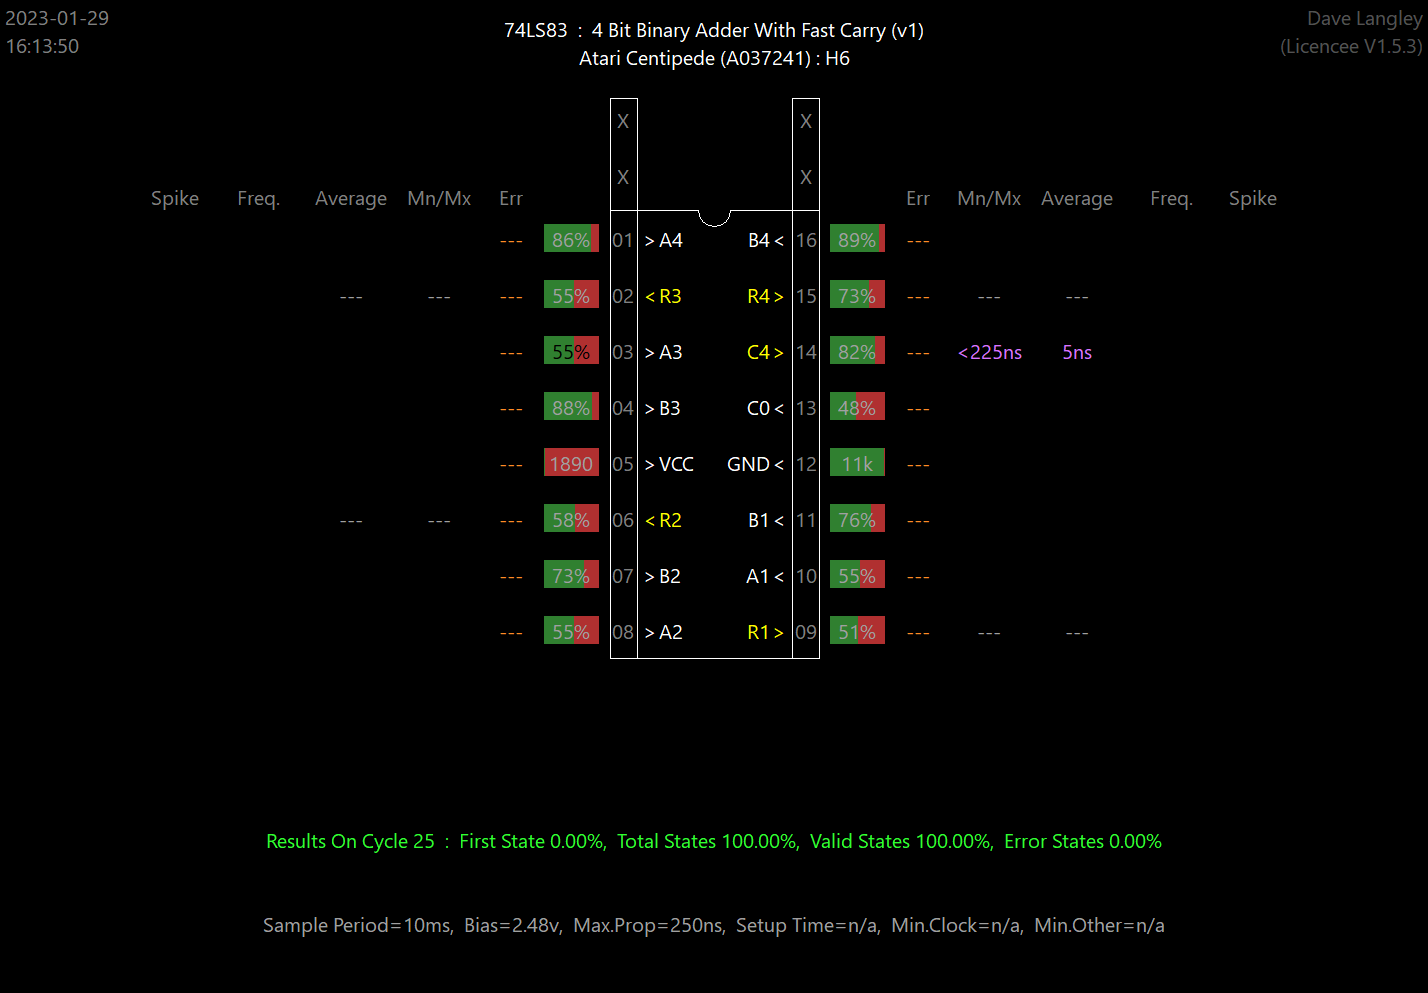 2023-01-29
16:13:50
74LS83 : 4 Bit Binary Adder With Fast Carry (v1)
Atari Centipede (A037241) : H6
Dave Langley
(Licencee V1.5.3)
X X
X X
Spike Freq. Average Mn/Mx Err Err Mn/Mx Average Freq. Spike
--- 86% 01 > A4 B4 < 16 89% ---
--- --- --- 55% 02 < R3 R4 > 15 73% --- --- ---
--- 55% 03 > A3 C4 > 14 82% --- <225ns 5ns
--- 88% 04 > B3 C0 < 13 48% ---
--- 1890 05 > VCC GND < 12 11k ---
--- --- --- 58% 06 < R2 B1 < 11 76% ---
--- 73% 07 > B2 A1 < 10 55% ---
--- 55% 08 > A2 R1 > 09 51% --- --- ---
Results On Cycle 25 : First State 0.00%, Total States 100.00%, Valid States 100.00%, Error States 0.00%
Sample Period=10ms, Bias=2.48v, Max.Prop=250ns, Setup Time=n/a, Min.Clock=n/a, Min.Other=n/a